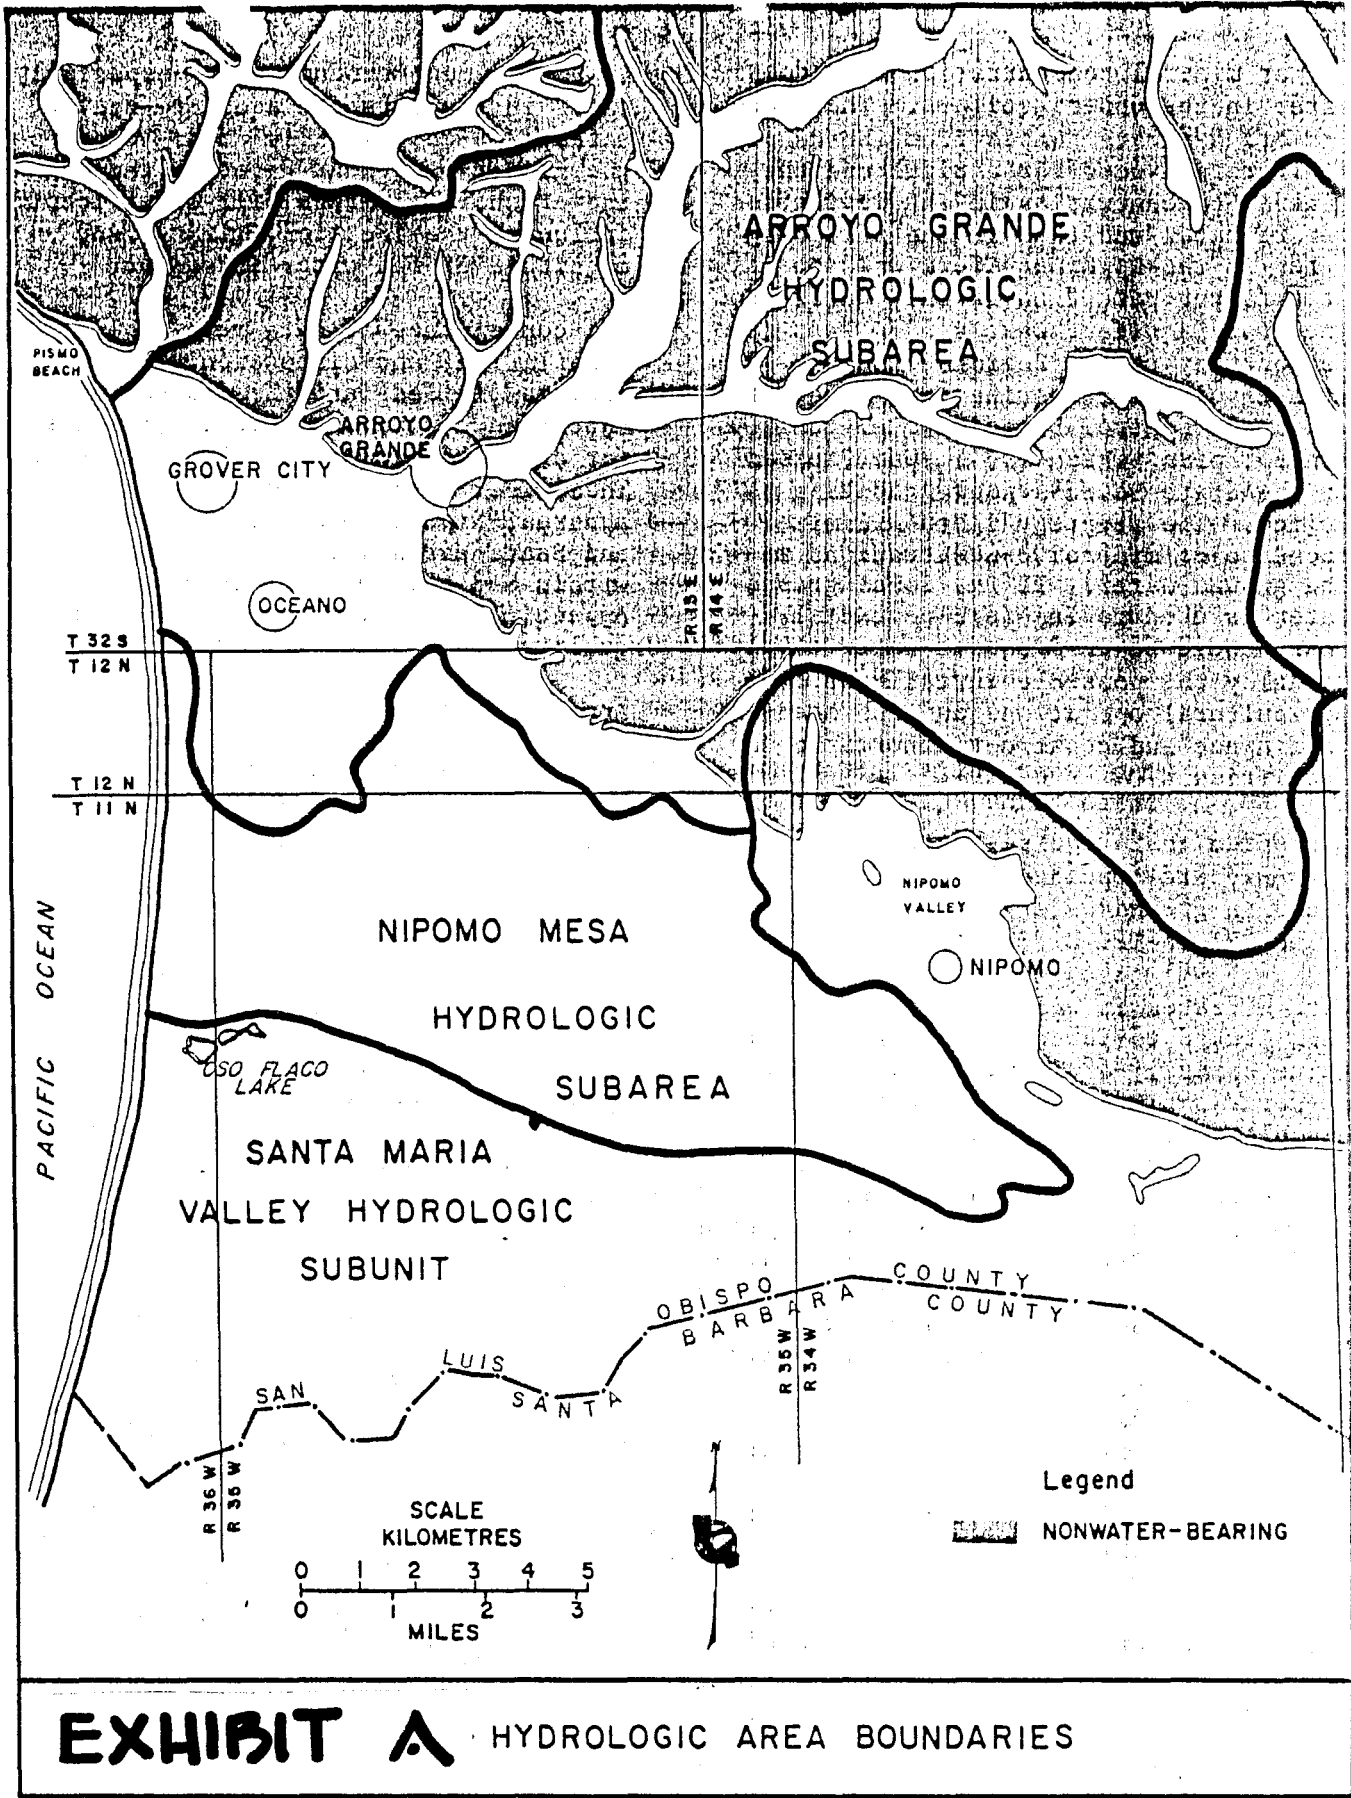 ARROYO GRANDE
HYDROLOGIC
SUBAREA
PISMO
BEACH
ARROYO
GRANDE
GROVER CITY
OCEANO
R 35 E
R 14 E
T 32 S
T 12 N
T 12 N
T 11 N
NIPOMO
VALLEY
NIPOMO
NIPOMO MESA
HYDROLOGIC
SUBAREA
PACIFIC OCEAN
OSO FLACO
LAKE
SANTA MARIA
VALLEY HYDROLOGIC
SUBUNIT
SAN LUIS OBISPO COUNTY
SANTA BARBARA COUNTY
R 35 W
R 34 W
R 36 W
R 35 W
N
SCALE
KILOMETRES
0 1 2 3 4 5
0 1 2 3
MILES
Legend
NONWATER-BEARING
EXHIBIT A HYDROLOGIC AREA BOUNDARIES